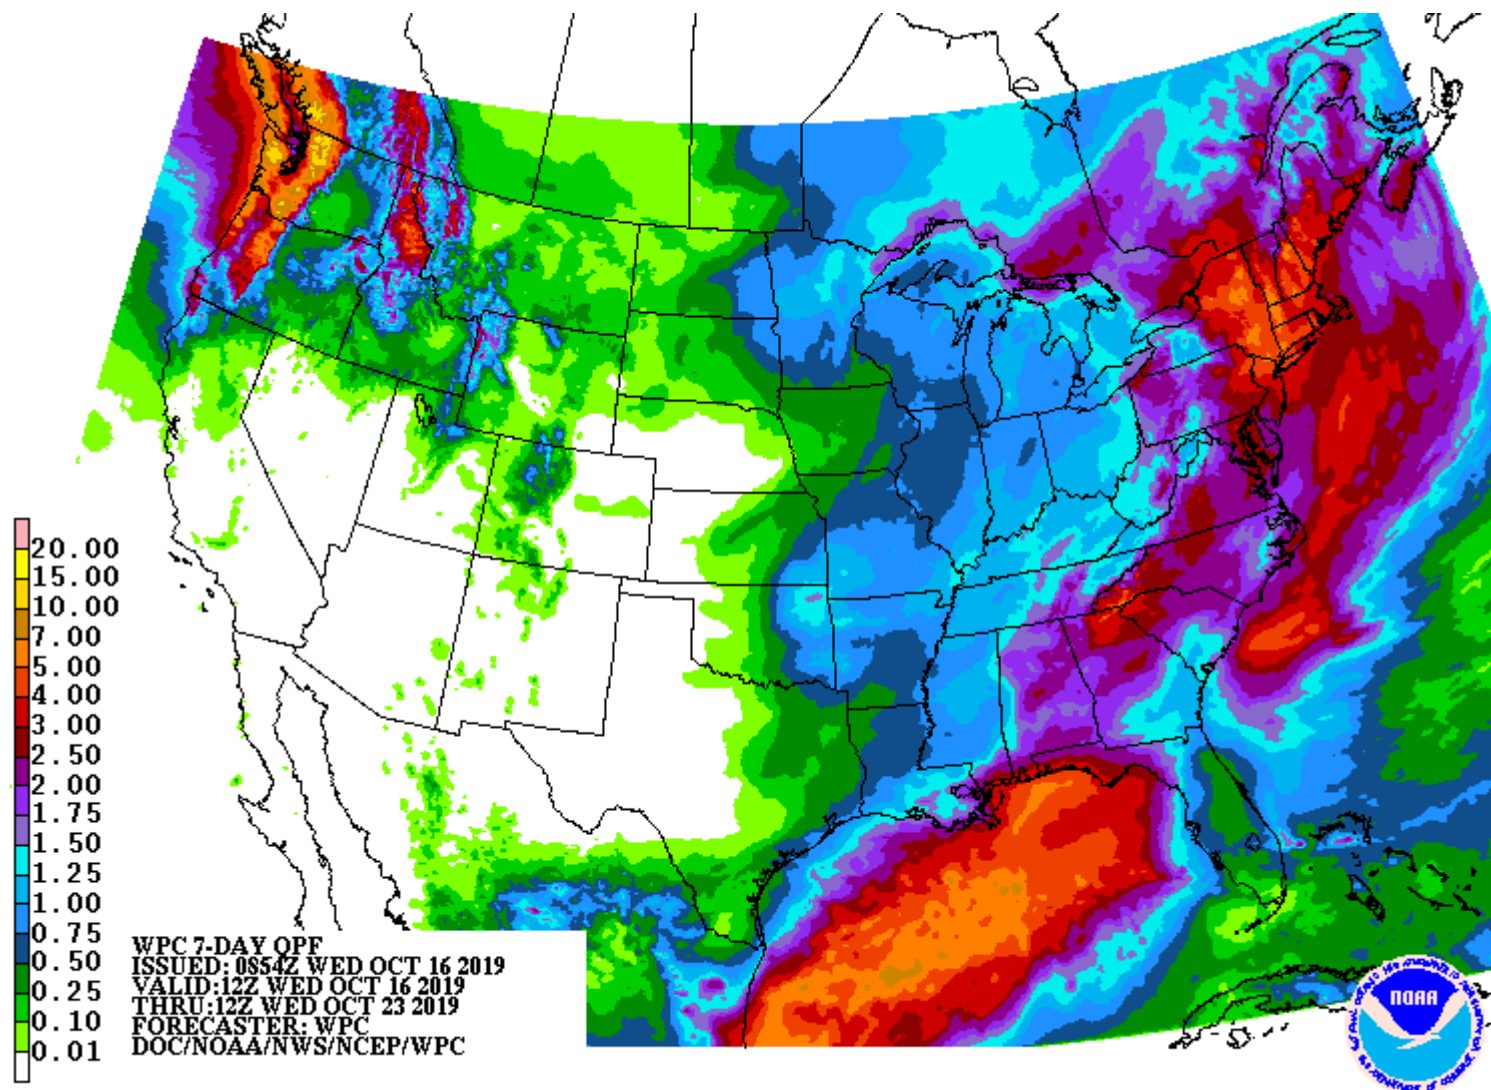 20.00
15.00
10.00
7.00
5.00
4.00
3.00
2.50
2.00
1.75
1.50
1.25
1.00
0.75
0.50
0.25
0.10
0.01
WPC 7-DAY QPF
ISSUED: 0854Z WED OCT 16 2019
VALID:12Z WED OCT 16 2019
THRU:12Z WED OCT 23 2019
FORECASTER: WPC
DOC/NOAA/NWS/NCEP/WPC
NOAA